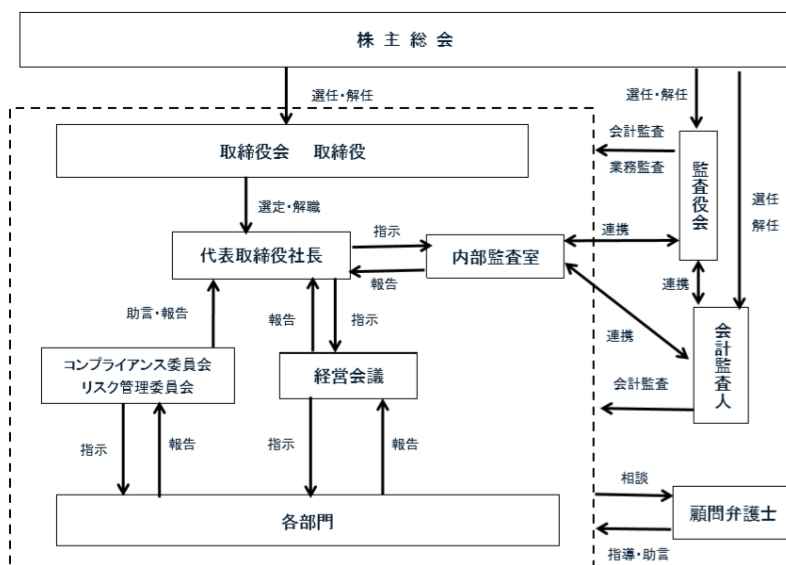 株主総会
選任・解任
選任・解任
会計監査
業務監査
監査役会
選任
解任
取締役会　取締役
選定・解職
代表取締役社長
指示
報告
内部監査室
連携
連携
連携
助言・報告
報告
指示
会計監査人
コンプライアンス委員会
リスク管理委員会
経営会議
会計監査
指示
報告
指示
報告
相談
各部門
顧問弁護士
指導・助言